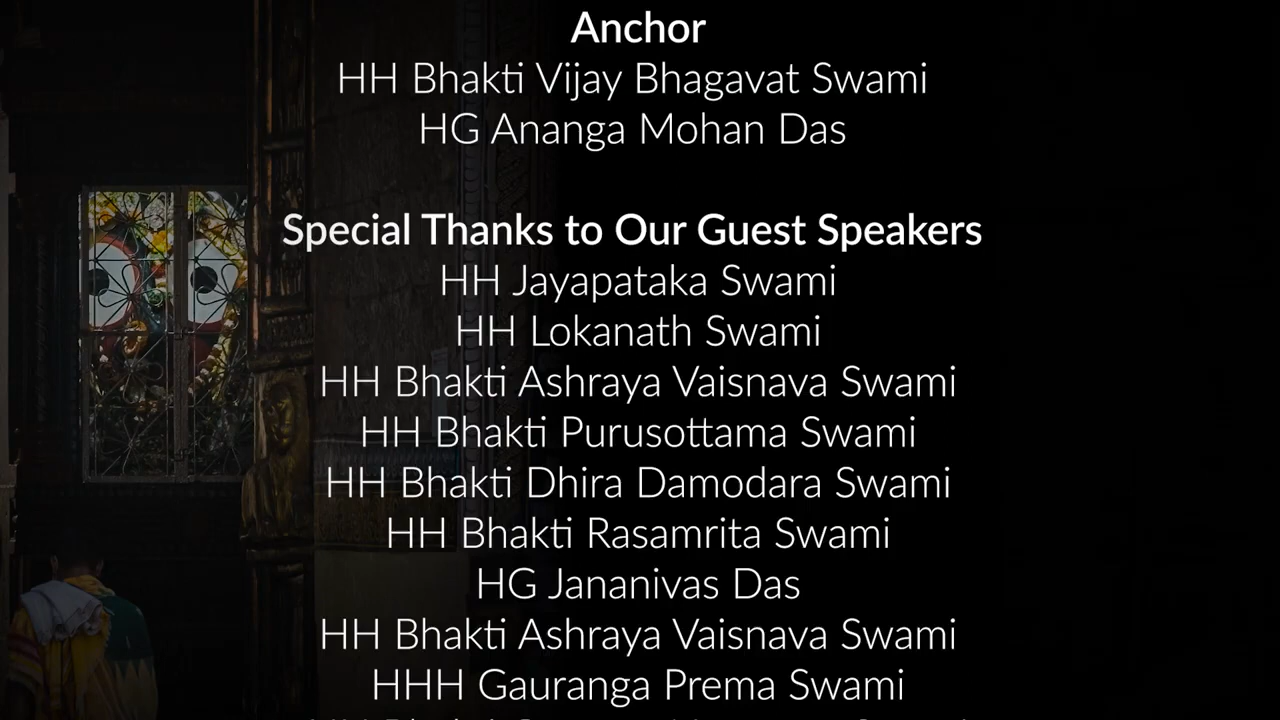 Anchor
HH Bhakti Vijay Bhagavat Swami
HG Ananga Mohan Das
Special Thanks to Our Guest Speakers
HH Jayapataka Swami
HH Lokanath Swami
HH Bhakti Ashraya Vaisnava Swami
HH Bhakti Purusottama Swami
HH Bhakti Dhira Damodara Swami
HH Bhakti Rasamrita Swami
HG Jananivas Das
HH Bhakti Ashraya Vaisnava Swami
HHH Gauranga Prema Swami